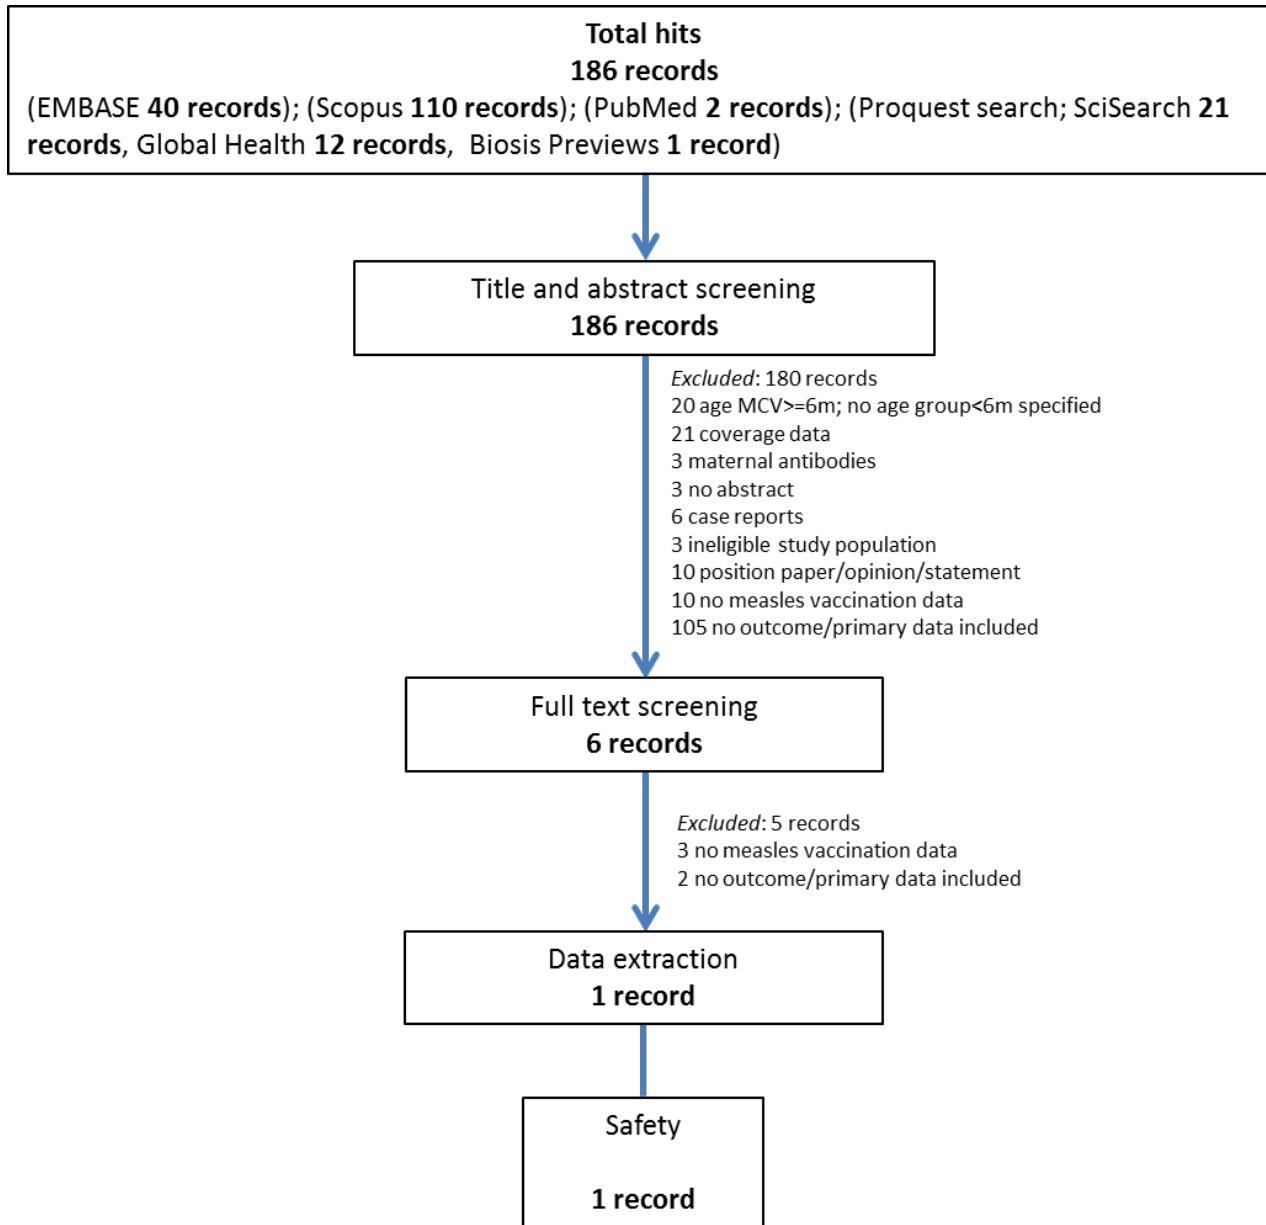 Total hits
186 records
(EMBASE 40 records); (Scopus 110 records); (PubMed 2 records); (Proquest search; SciSearch 21
records, Global Health 12 records, Biosis Previews 1 record)
Title and abstract screening
186 records
Excluded: 180 records
20 age MCV>=6m; no age group<6m specified
21 coverage data
3 maternal antibodies
3 no abstract
6 case reports
3 ineligible study population
10 position paper/opinion/statement
10 no measles vaccination data
105 no outcome/primary data included
Full text screening
6 records
Excluded: 5 records
3 no measles vaccination data
2 no outcome/primary data included
Data extraction
1 record
Safety
1 record